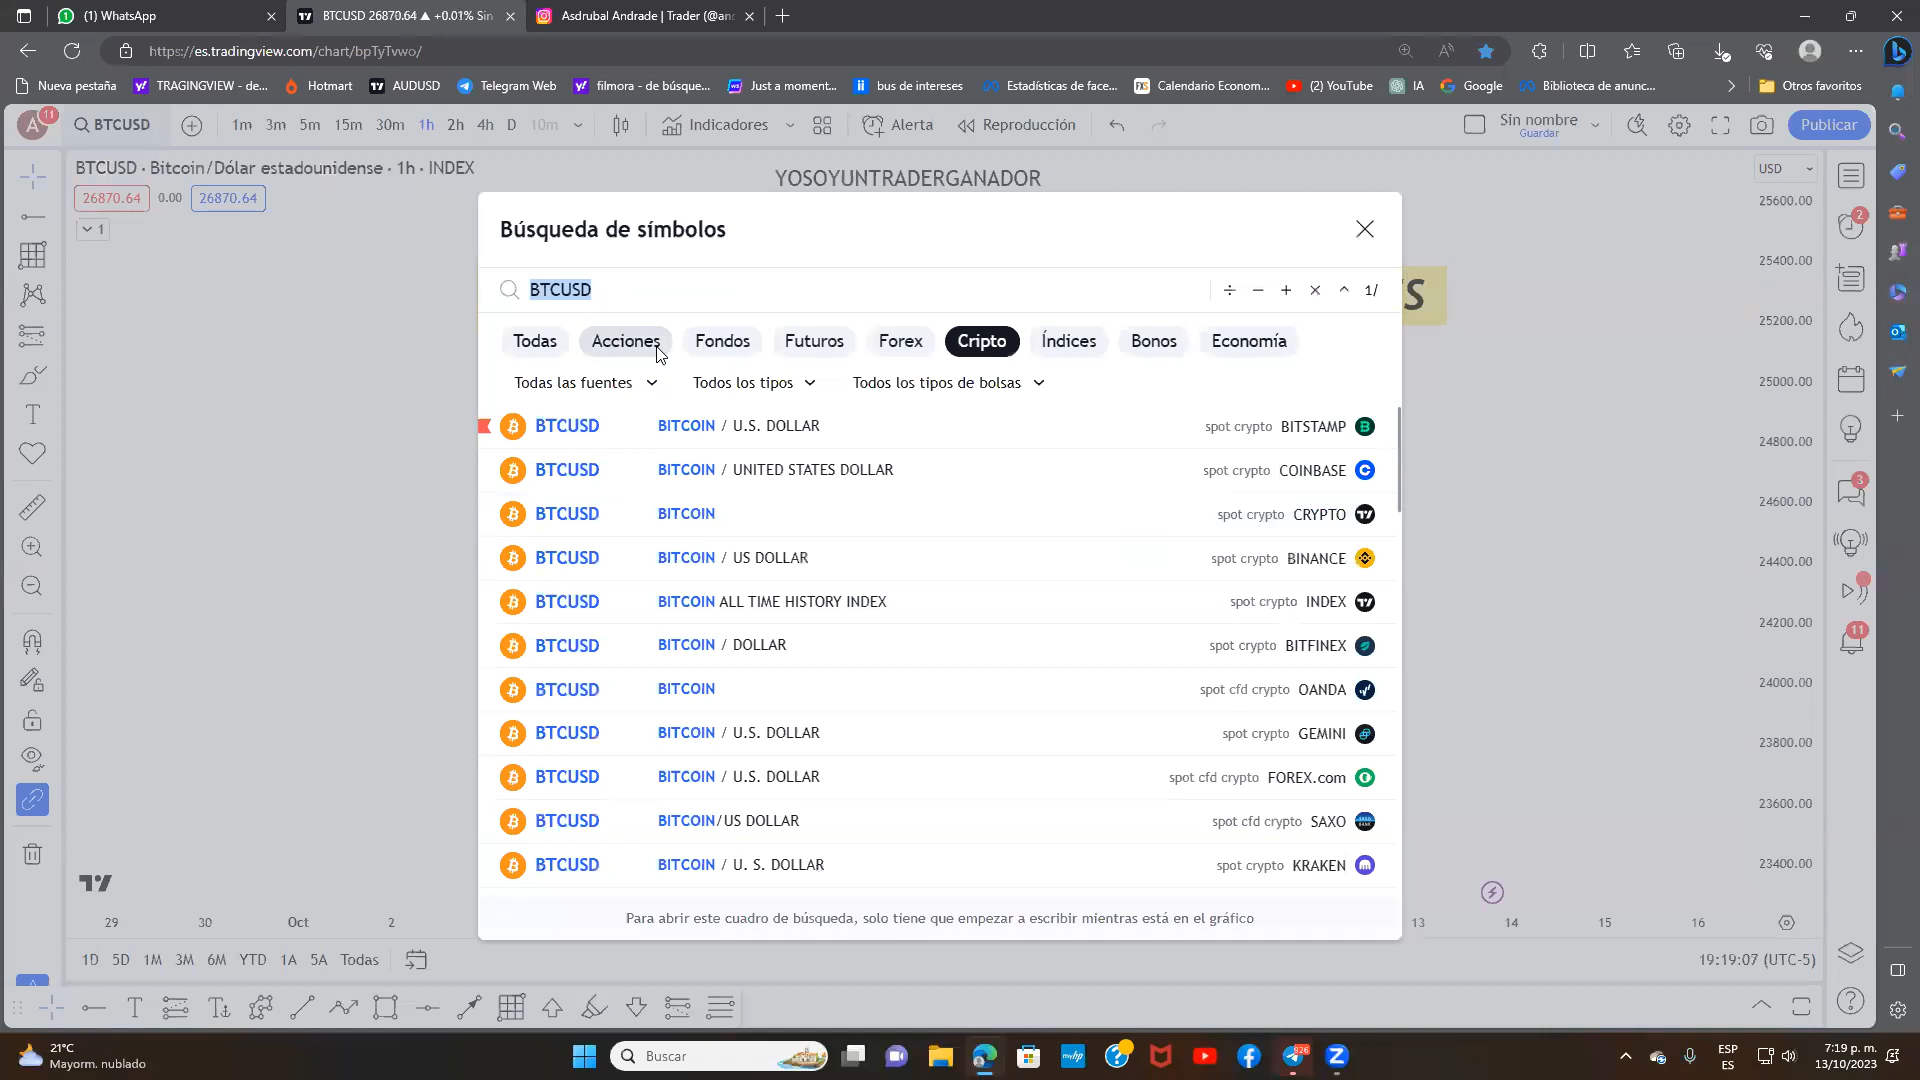 (1) WhatsApp
BTCUSD 26870.64 ▲ +0.01% Sin
Asdrubal Andrade | Trader (@and
https://es.tradingview.com/chart/bpTyTvwo/
Nueva pestaña
TRAGINGVIEW - de...
Hotmart
AUDUSD
Telegram Web
filmora - de búsque...
Just a moment...
bus de intereses
Estadísticas de face...
Calendario Econom...
(2) YouTube
IA
Google
Biblioteca de anunc...
Otros favoritos
A 11
BTCUSD
1m 3m 5m 15m 30m 1h 2h 4h D 10m
Indicadores
Alerta
Reproducción
Sin nombre
Guardar
Publicar
BTCUSD · Bitcoin/Dólar estadounidense · 1h · INDEX
26870.64 0.00 26870.64
1
YOSOYUNTRADERGANADOR
USD
S
Búsqueda de símbolos
BTCUSD
÷ − + × ^ 1/
Todas Acciones Fondos Futuros Forex Cripto Índices Bonos Economía
Todas las fuentes Todos los tipos Todos los tipos de bolsas
BTCUSD BITCOIN / U.S. DOLLAR spot crypto BITSTAMP
BTCUSD BITCOIN / UNITED STATES DOLLAR spot crypto COINBASE
BTCUSD BITCOIN spot crypto CRYPTO
BTCUSD BITCOIN / US DOLLAR spot crypto BINANCE
BTCUSD BITCOIN ALL TIME HISTORY INDEX spot crypto INDEX
BTCUSD BITCOIN / DOLLAR spot crypto BITFINEX
BTCUSD BITCOIN spot cfd crypto OANDA
BTCUSD BITCOIN / U.S. DOLLAR spot crypto GEMINI
BTCUSD BITCOIN / U.S. DOLLAR spot cfd crypto FOREX.com
BTCUSD BITCOIN/US DOLLAR spot cfd crypto SAXO
BTCUSD BITCOIN / U. S. DOLLAR spot crypto KRAKEN
Para abrir este cuadro de búsqueda, solo tiene que empezar a escribir mientras está en el gráfico
25600.00
25400.00
25200.00
25000.00
24800.00
24600.00
24400.00
24200.00
24000.00
23800.00
23600.00
23400.00
2
3
11
29 30 Oct 2 13 14 15 16
1D 5D 1M 3M 6M YTD 1A 5A Todas
19:19:07 (UTC-5)
21°C
Mayorm. nublado
Buscar
926
ESP
ES
7:19 p. m.
13/10/2023